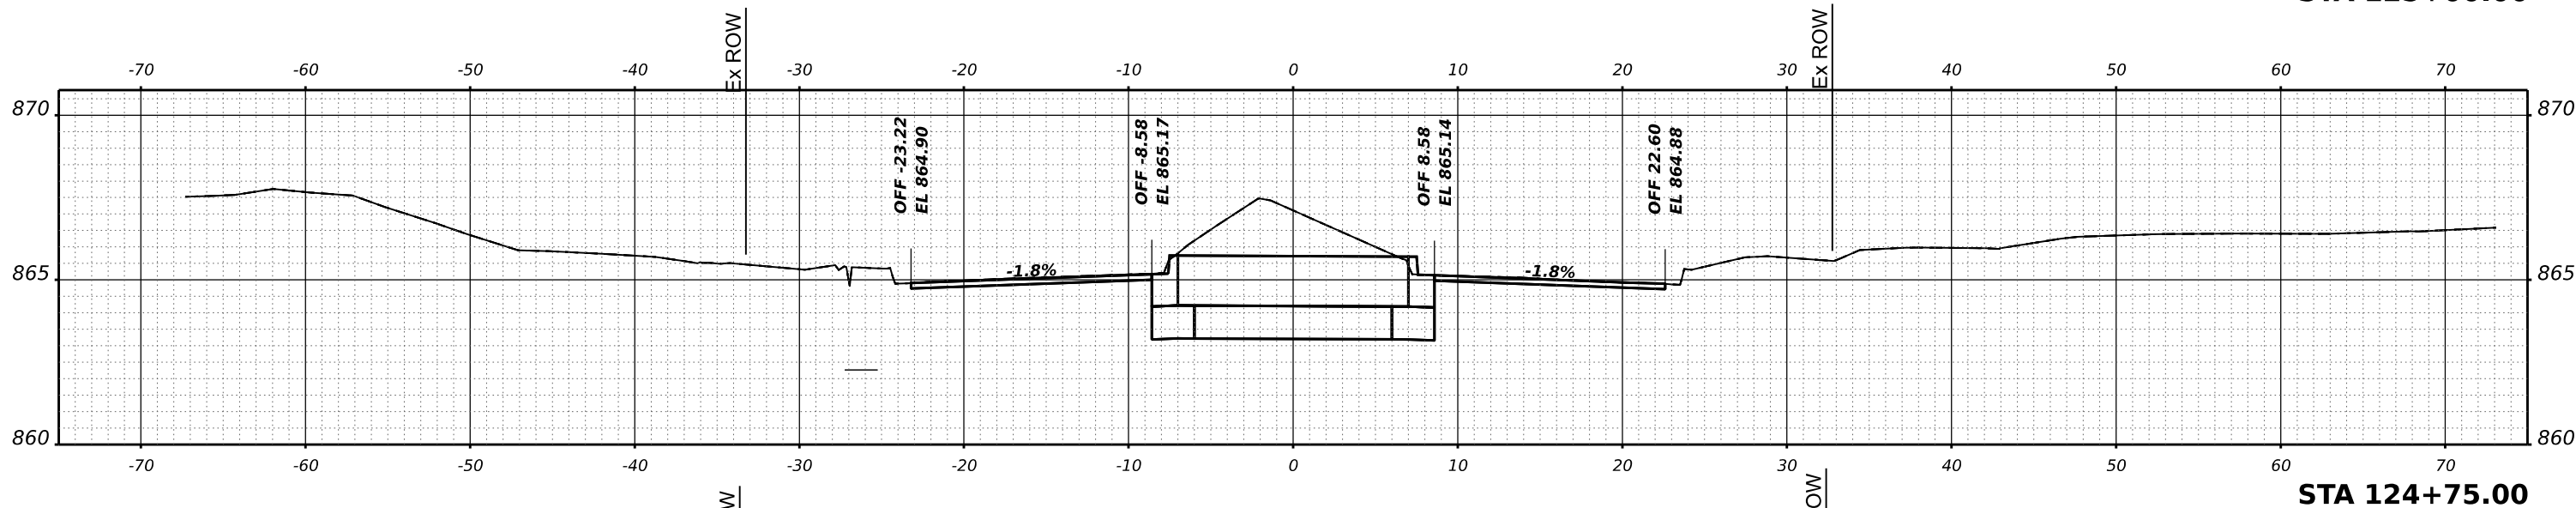 Ex ROW
Ex ROW
-70 -60 -50 -40 -30 -20 -10 0 10 20 30 40 50 60 70
870 870
OFF -23.22
EL 864.90
OFF -8.58
EL 865.17
OFF 8.58
EL 865.14
OFF 22.60
EL 864.88
-1.8% -1.8%
865 865
860 860
-70 -60 -50 -40 -30 -20 -10 0 10 20 30 40 50 60 70
W
OW
STA 124+75.00